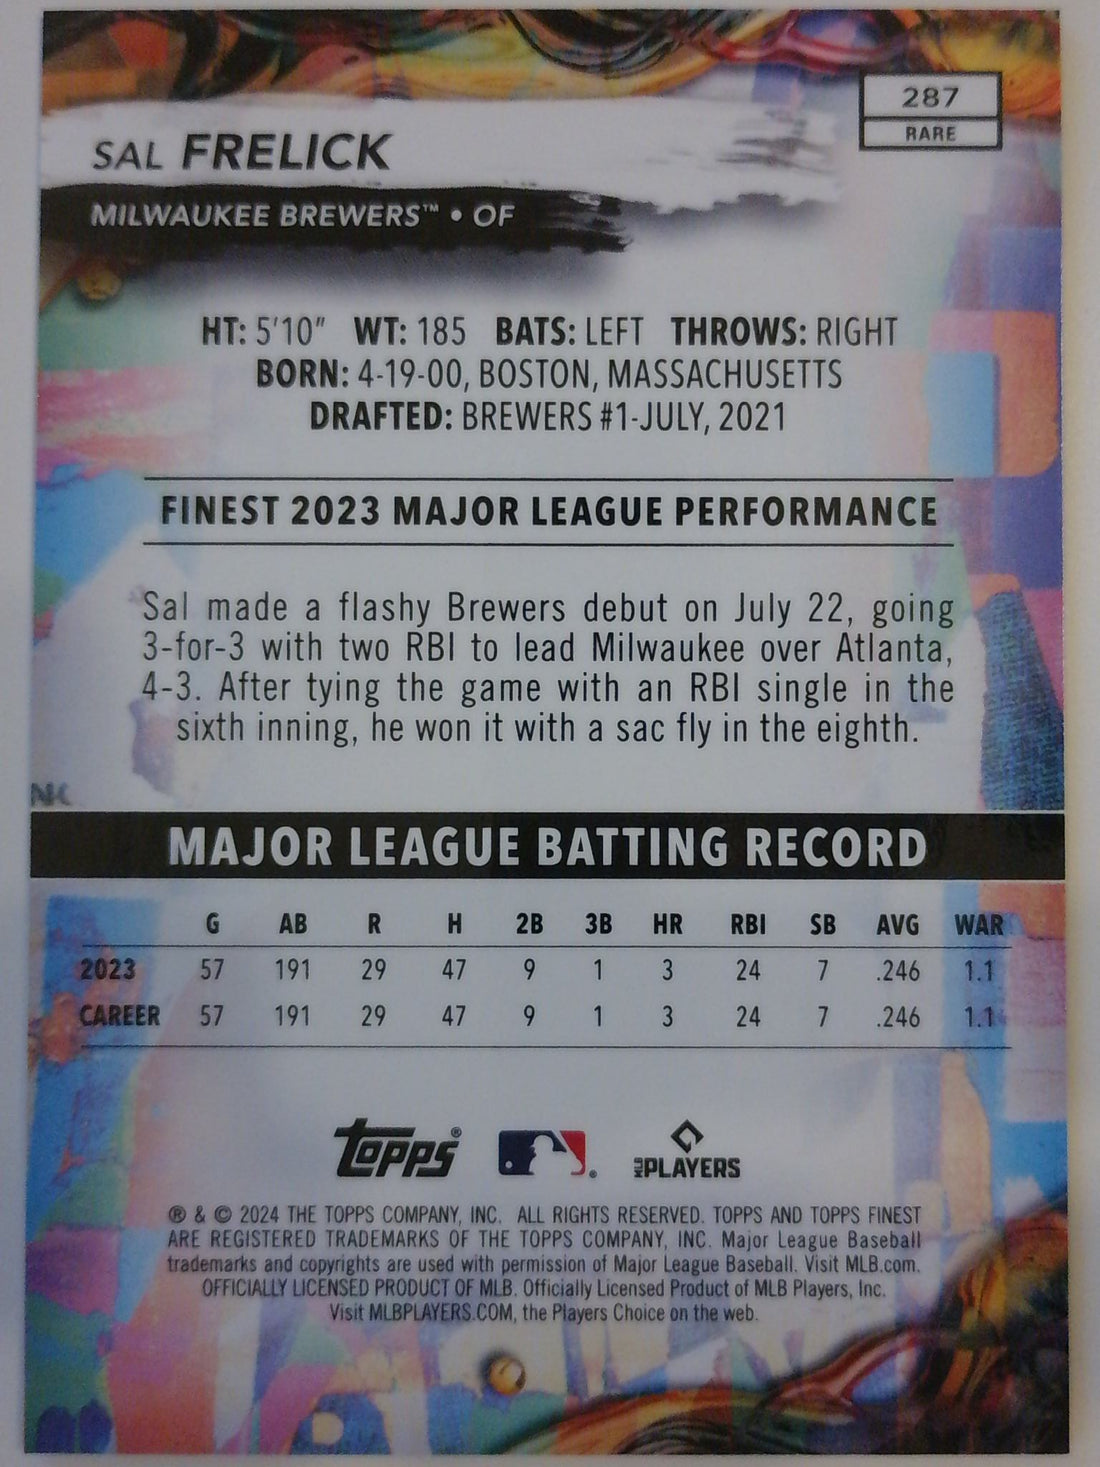 287
RARE
SAL FRELICK
MILWAUKEE BREWERS™ • OF
HT: 5'10" WT: 185 BATS: LEFT THROWS: RIGHT
BORN: 4-19-00, BOSTON, MASSACHUSETTS
DRAFTED: BREWERS #1-JULY, 2021
FINEST 2023 MAJOR LEAGUE PERFORMANCE
Sal made a flashy Brewers debut on July 22, going
3-for-3 with two RBI to lead Milwaukee over Atlanta,
4-3. After tying the game with an RBI single in the
sixth inning, he won it with a sac fly in the eighth.
MAJOR LEAGUE BATTING RECORD
G AB R H 2B 3B HR RBI SB AVG WAR
2023 57 191 29 47 9 1 3 24 7 .246 1.1
CAREER 57 191 29 47 9 1 3 24 7 .246 1.1
Topps® ® MLB PLAYERS
® & © 2024 THE TOPPS COMPANY, INC. ALL RIGHTS RESERVED. TOPPS AND TOPPS FINEST
ARE REGISTERED TRADEMARKS OF THE TOPPS COMPANY, INC. Major League Baseball
trademarks and copyrights are used with permission of Major League Baseball. Visit MLB.com.
OFFICIALLY LICENSED PRODUCT OF MLB. Officially Licensed Product of MLB Players, Inc.
Visit MLBPLAYERS.COM, the Players Choice on the web.